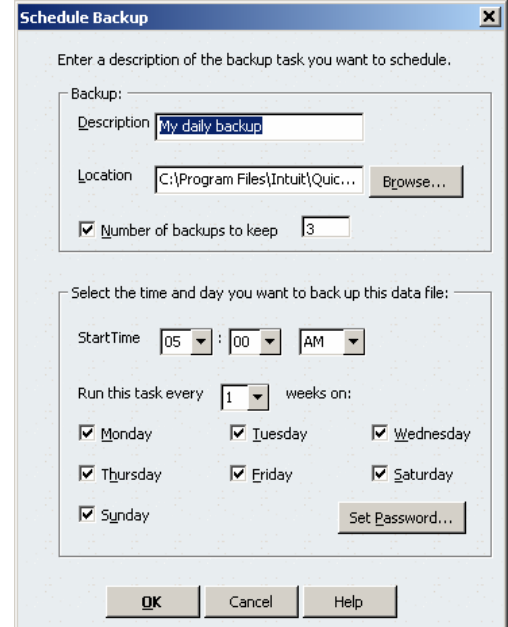 Schedule Backup
Enter a description of the backup task you want to schedule.
Backup:
Description My daily backup
Location C:\Program Files\Intuit\Quic... Browse...
Number of backups to keep 3
Select the time and day you want to back up this data file:
StartTime 05 : 00 AM
Run this task every 1 weeks on:
Monday Tuesday Wednesday
Thursday Friday Saturday
Sunday Set Password...
OK Cancel Help